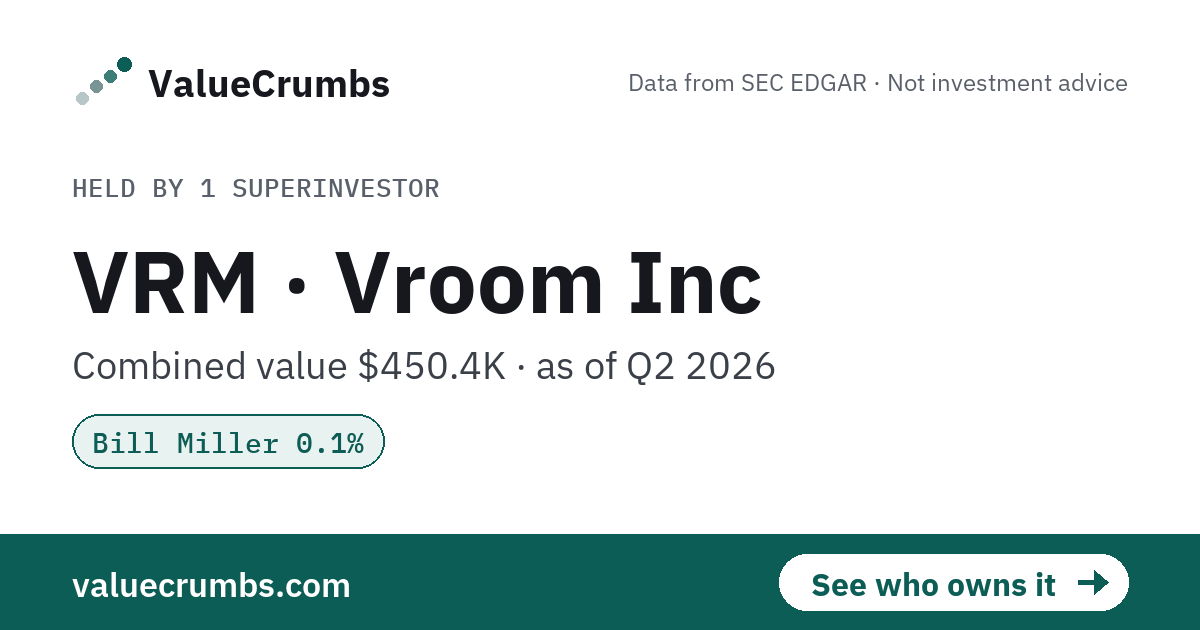 ValueCrumbs
Data from SEC EDGAR · Not investment advice
HELD BY 1 SUPERINVESTOR
VRM · Vroom Inc
Combined value $450.4K · as of Q2 2026
Bill Miller 0.1%
valuecrumbs.com
See who owns it →